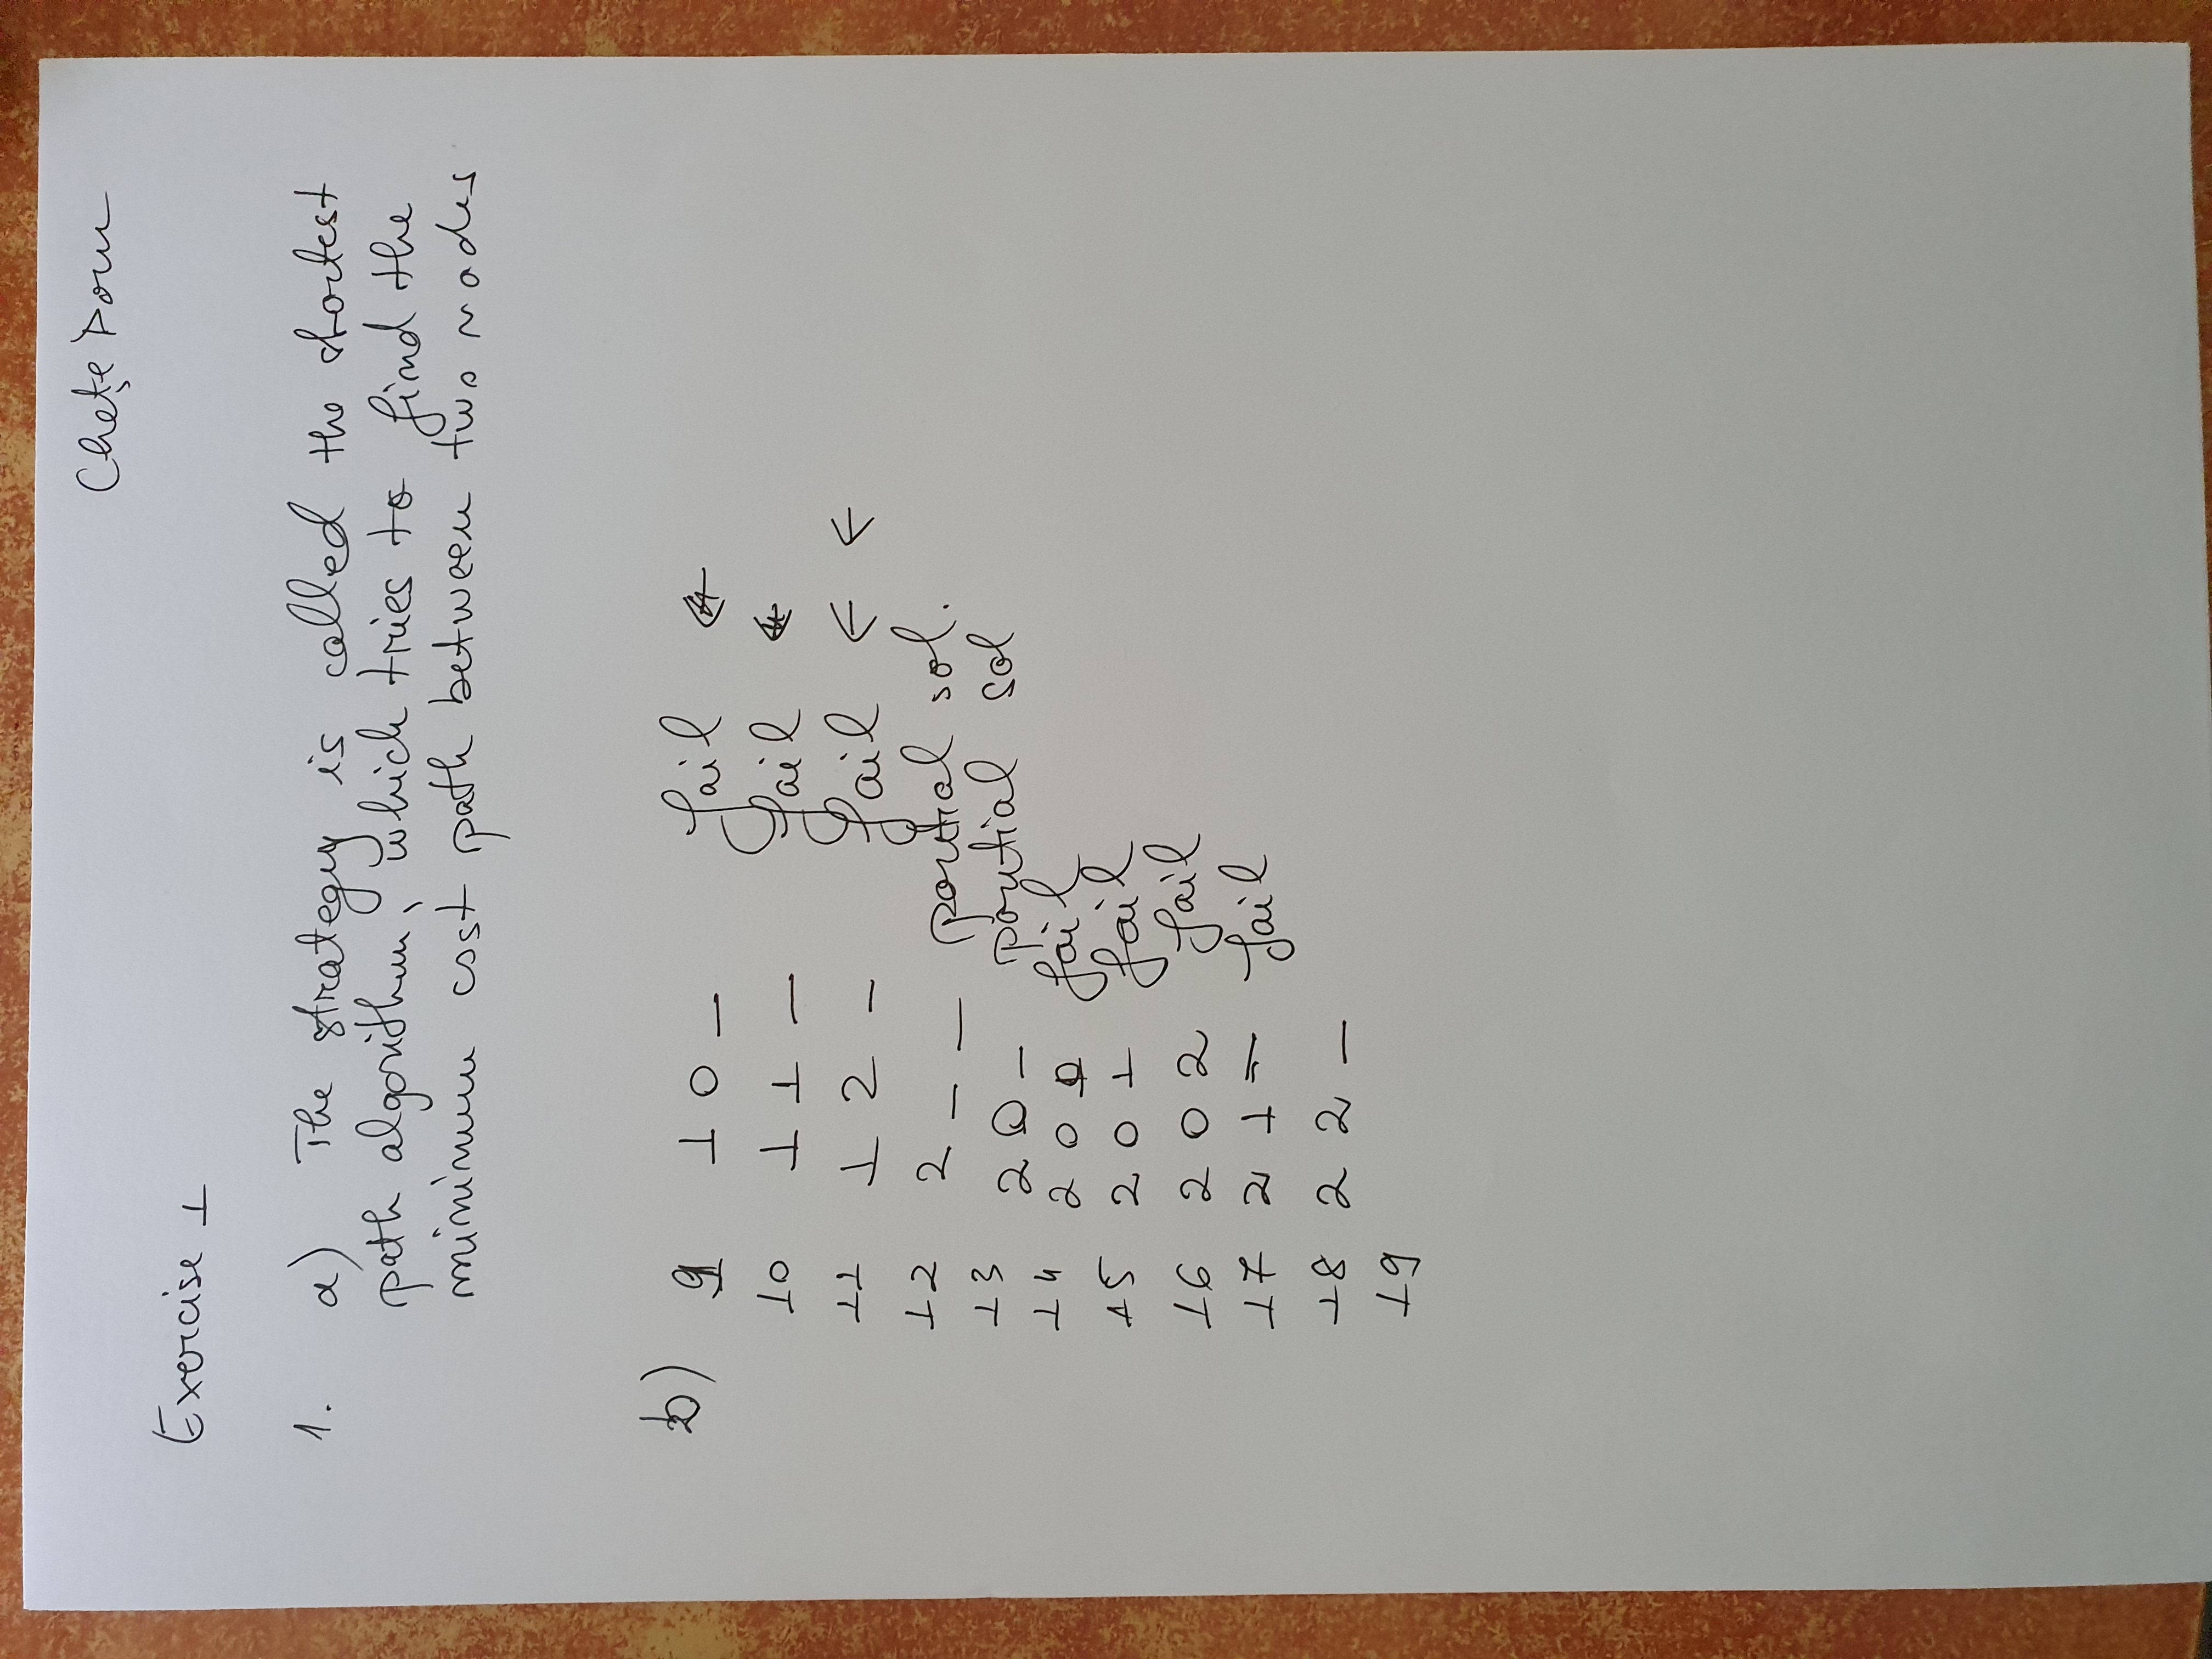 Chețe Dom
Exercise 1
1. a) The strategy is called the shortest
path algorithm, which tries to find the
minimum cost path between two nodes
b) 9 1 0 _ fail ←
10 1 1 _ fail ←
11 1 2 _ fail ← ←
12 2 _ _ partial sol.
13 2 0 _ partial sol
14 2 0 0 fail
15 2 0 1 fail
16 2 0 2 fail
17 2 1 _ fail
18 2 2 _
19